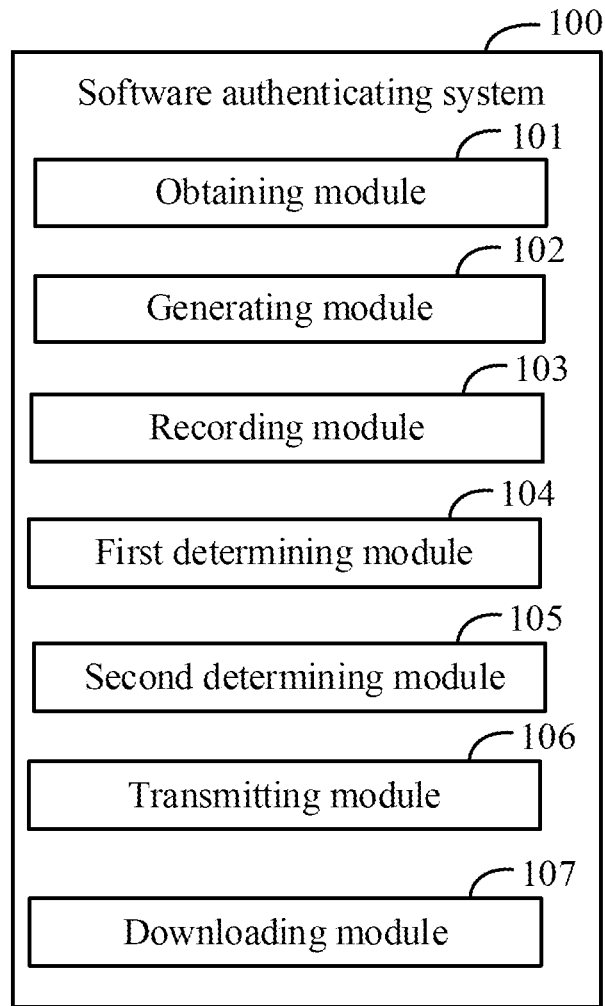 100
Software authenticating system
101
Obtaining module
102
Generating module
103
Recording module
104
First determining module
105
Second determining module
106
Transmitting module
107
Downloading module